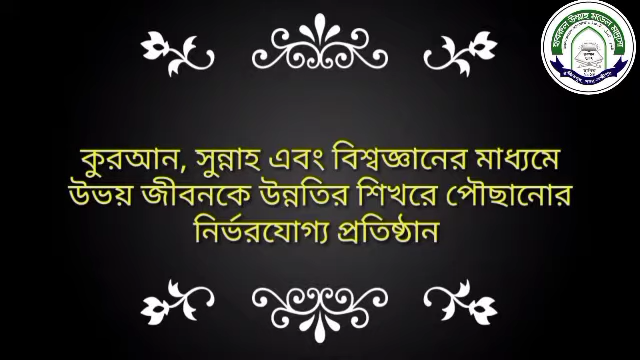 কুরআন, সুন্নাহ এবং বিশ্বজ্ঞানের মাধ্যমে
উভয় জীবনকে উন্নতির শিখরে পৌছানোর
নির্ভরযোগ্য প্রতিষ্ঠান